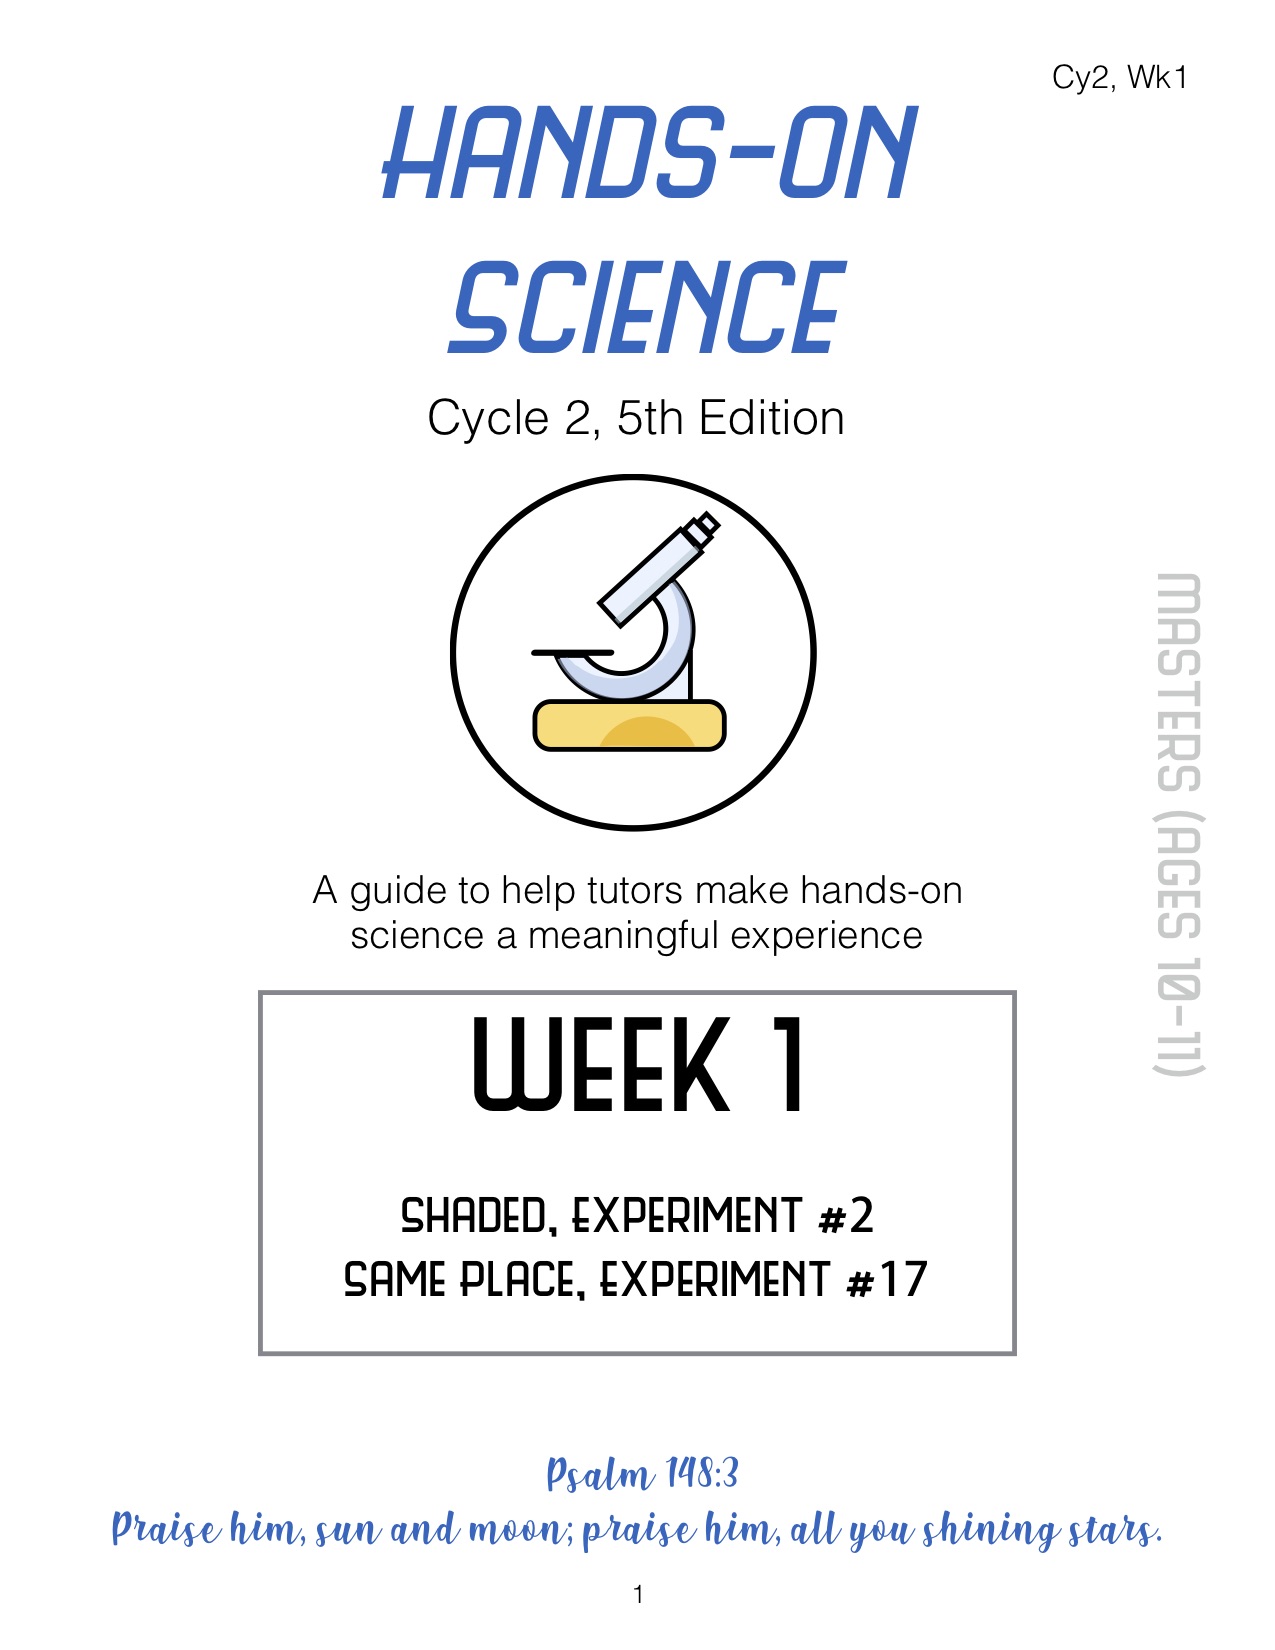 Cy2, Wk1
HANDS-ON
SCIENCE
Cycle 2, 5th Edition
A guide to help tutors make hands-on
science a meaningful experience
MASTERS (AGES 10-11)
WEEK 1
SHADED, EXPERIMENT #2
SAME PLACE, EXPERIMENT #17
Psalm 148:3
Praise him, sun and moon; praise him, all you shining stars.
1